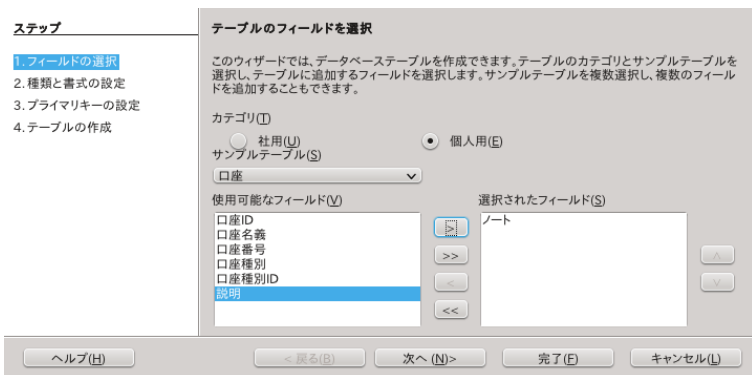 ステップ
1.フィールドの選択
2.種類と書式の設定
3.プライマリキーの設定
4.テーブルの作成
テーブルのフィールドを選択
このウィザードでは、データベーステーブルを作成できます。テーブルのカテゴリとサンプルテーブルを
選択し、テーブルに追加するフィールドを選択します。サンプルテーブルを複数選択し、複数のフィール
ドを追加することもできます。
カテゴリ(T)
社用(U)
個人用(E)
サンプルテーブル(S)
口座
使用可能なフィールド(V)
口座ID
口座名義
口座番号
口座種別
口座種別ID
説明
>
>>
<
<<
選択されたフィールド(S)
ノート
ヘルプ(H)
< 戻る(B)
次へ (N)>
完了(F)
キャンセル(L)